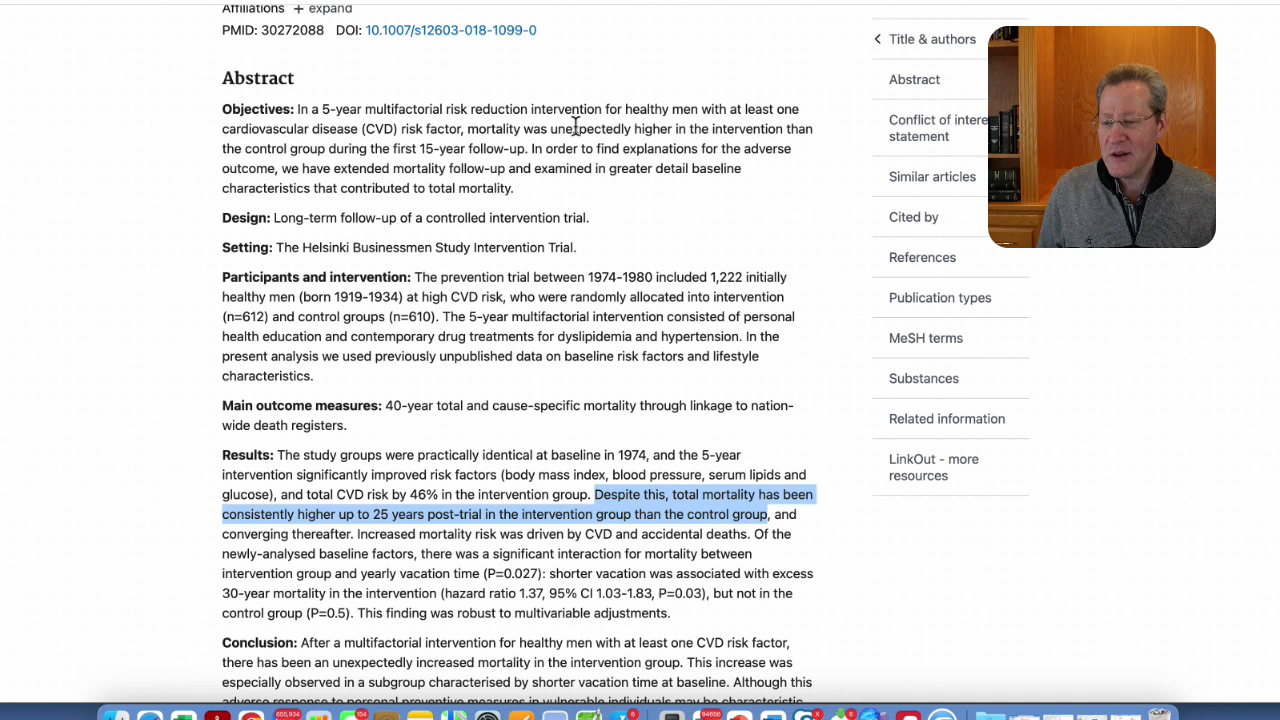 Affiliations + expand
PMID: 30272088 DOI: 10.1007/s12603-018-1099-0
Abstract
Objectives: In a 5-year multifactorial risk reduction intervention for healthy men with at least one
cardiovascular disease (CVD) risk factor, mortality was unexpectedly higher in the intervention than
the control group during the first 15-year follow-up. In order to find explanations for the adverse
outcome, we have extended mortality follow-up and examined in greater detail baseline
characteristics that contributed to total mortality.
Design: Long-term follow-up of a controlled intervention trial.
Setting: The Helsinki Businessmen Study Intervention Trial.
Participants and intervention: The prevention trial between 1974-1980 included 1,222 initially
healthy men (born 1919-1934) at high CVD risk, who were randomly allocated into intervention
(n=612) and control groups (n=610). The 5-year multifactorial intervention consisted of personal
health education and contemporary drug treatments for dyslipidemia and hypertension. In the
present analysis we used previously unpublished data on baseline risk factors and lifestyle
characteristics.
Main outcome measures: 40-year total and cause-specific mortality through linkage to nation-
wide death registers.
Results: The study groups were practically identical at baseline in 1974, and the 5-year
intervention significantly improved risk factors (body mass index, blood pressure, serum lipids and
glucose), and total CVD risk by 46% in the intervention group. Despite this, total mortality has been
consistently higher up to 25 years post-trial in the intervention group than the control group, and
converging thereafter. Increased mortality risk was driven by CVD and accidental deaths. Of the
newly-analysed baseline factors, there was a significant interaction for mortality between
intervention group and yearly vacation time (P=0.027): shorter vacation was associated with excess
30-year mortality in the intervention (hazard ratio 1.37, 95% CI 1.03-1.83, P=0.03), but not in the
control group (P=0.5). This finding was robust to multivariable adjustments.
Conclusion: After a multifactorial intervention for healthy men with at least one CVD risk factor,
there has been an unexpectedly increased mortality in the intervention group. This increase was
especially observed in a subgroup characterised by shorter vacation time at baseline. Although this
adverse response to personal preventive measures in vulnerable individuals may be characteristic
Title & authors
Abstract
Conflict of intere
statement
Similar articles
Cited by
References
Publication types
MeSH terms
Substances
Related information
LinkOut - more
resources